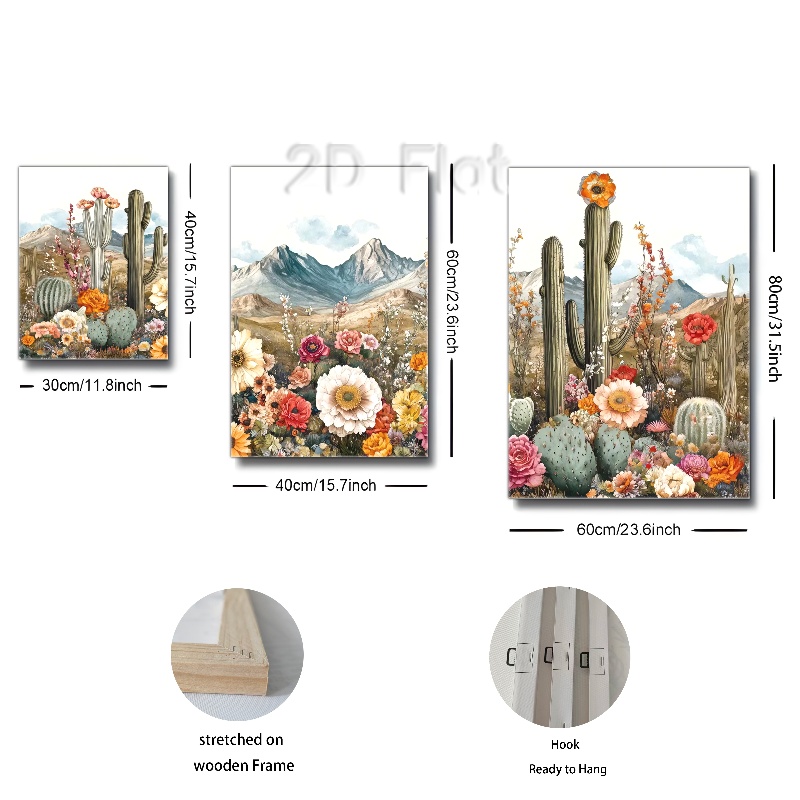 2D Flat
40cm/15.7inch
60cm/23.6inch
80cm/31.5inch
30cm/11.8inch
40cm/15.7inch
60cm/23.6inch
stretched on
wooden Frame
Hook
Ready to Hang